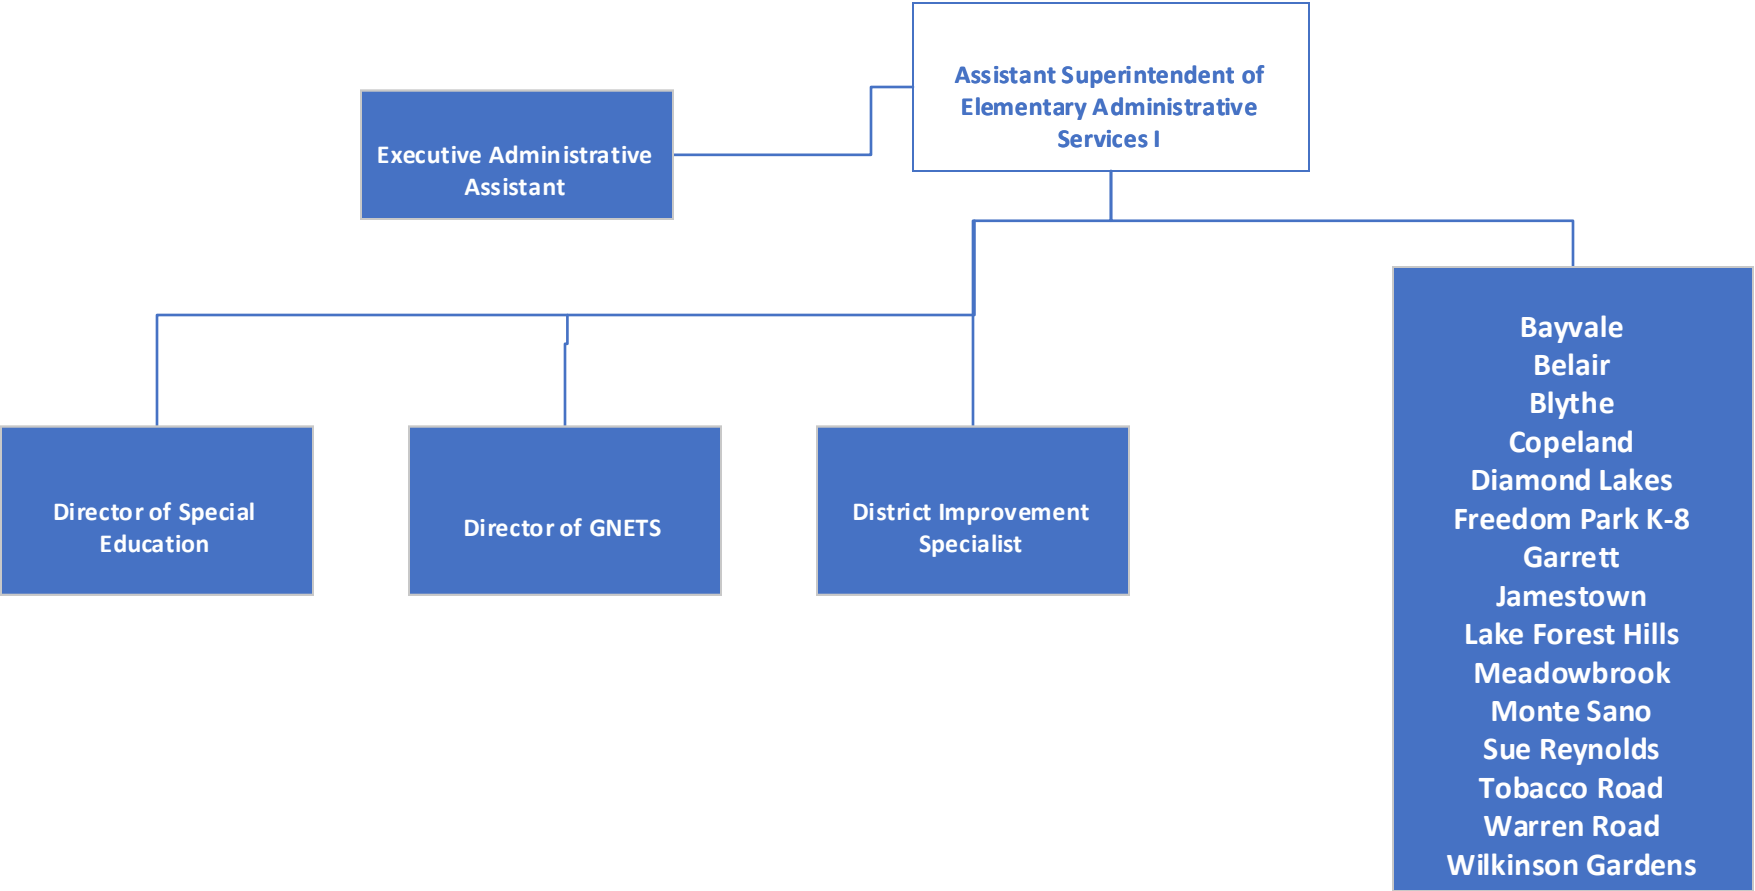 Assistant Superintendent of
Elementary Administrative
Services I
Executive Administrative
Assistant
Director of Special
Education
Director of GNETS
District Improvement
Specialist
Bayvale
Belair
Blythe
Copeland
Diamond Lakes
Freedom Park K-8
Garrett
Jamestown
Lake Forest Hills
Meadowbrook
Monte Sano
Sue Reynolds
Tobacco Road
Warren Road
Wilkinson Gardens